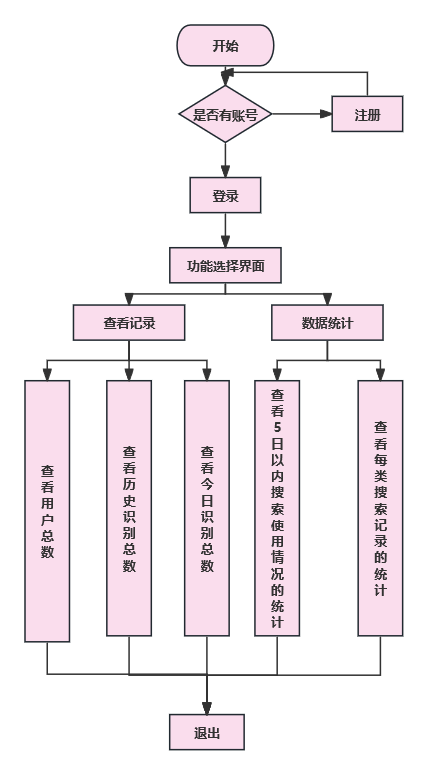 开始
是否有账号
注册
登录
功能选择界面
查看记录
数据统计
查看用户总数
查看历史识别总数
查看今日识别总数
查看5日以内搜索使用情况的统计
查看每类搜索记录的统计
退出